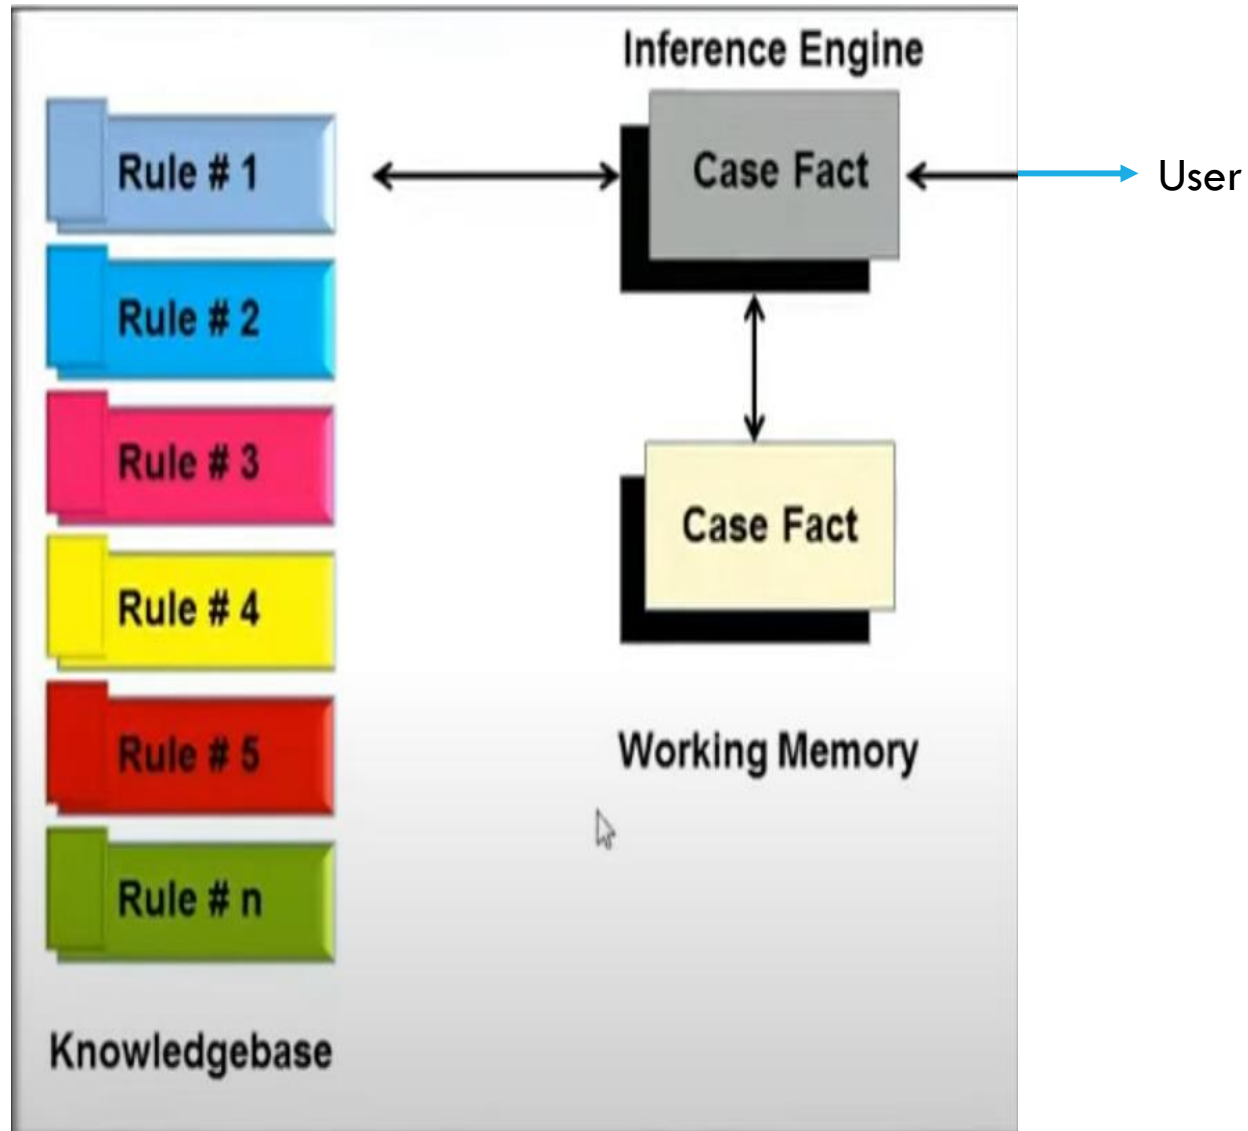 Inference Engine
Rule # 1
Case Fact
User
Rule # 2
Rule # 3
Case Fact
Rule # 4
Rule # 5
Working Memory
Rule # n
Knowledgebase